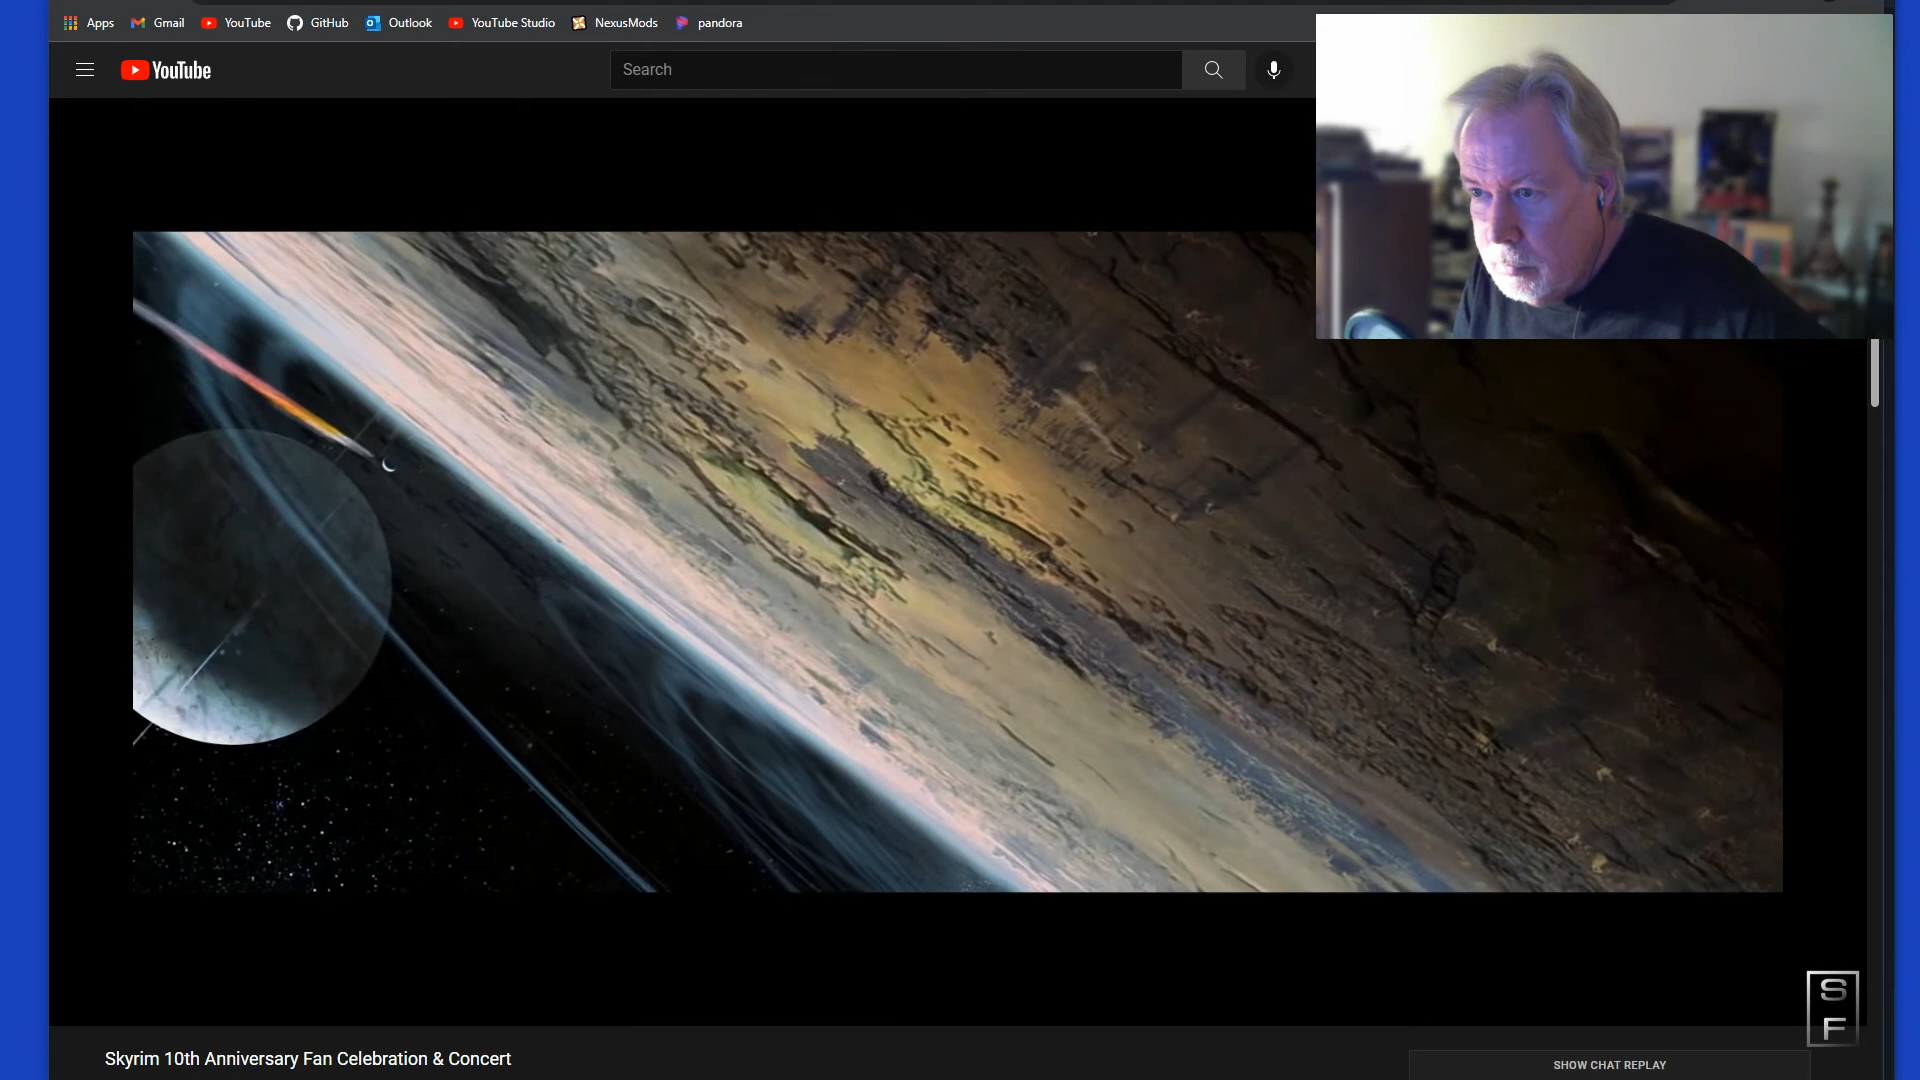 Apps Gmail YouTube GitHub Outlook YouTube Studio NexusMods pandora
YouTube Search
S
F
Skyrim 10th Anniversary Fan Celebration & Concert
SHOW CHAT REPLAY